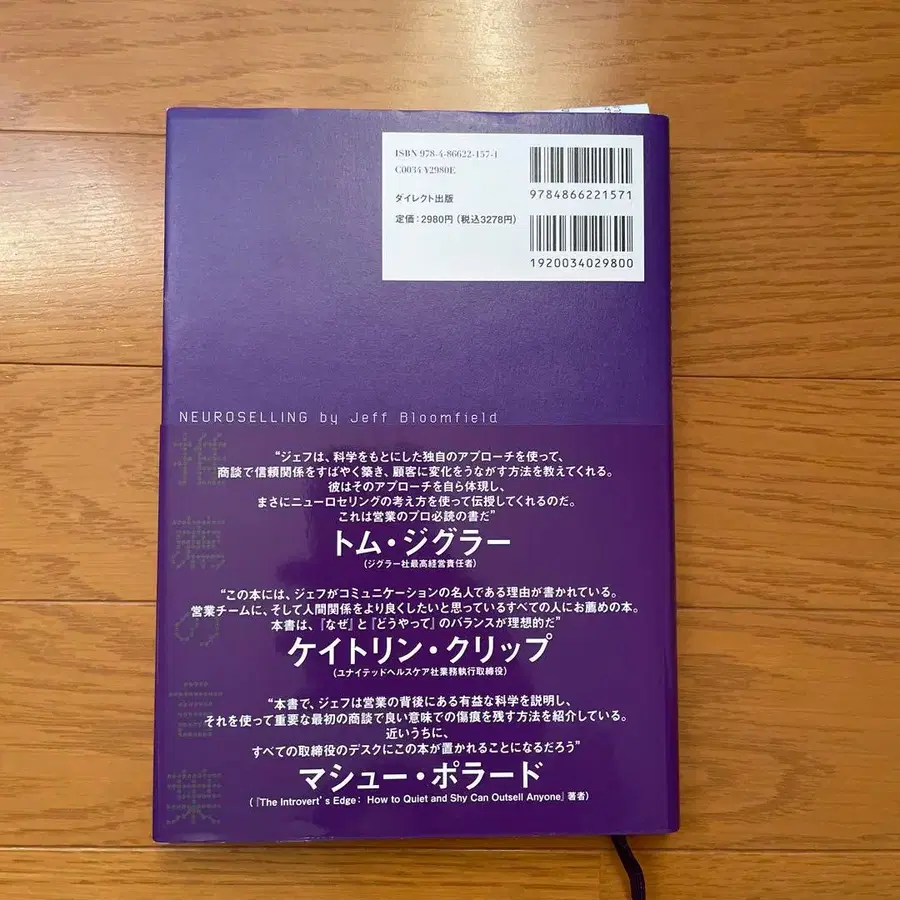 ISBN 978-4-86622-157-1
C0034 ¥2980E
ダイレクト出版
定価：2980円（税込3278円）
9784866221571
1920034029800
NEUROSELLING by Jeff Bloomfield
推薦の言葉
“ジェフは、科学をもとにした独自のアプローチを使って、
商談で信頼関係をすばやく築き、顧客に変化をうながす方法を教えてくれる。
彼はそのアプローチを自ら体現し、
まさにニューロセリングの考え方を使って伝授してくれるのだ。
これは営業のプロ必読の書だ”
トム・ジグラー
（ジグラー社最高経営責任者）
“この本には、ジェフがコミュニケーションの名人である理由が書かれている。
営業チームに、そして人間関係をより良くしたいと思っているすべての人にお薦めの本。
本書は、『なぜ』と『どうやって』のバランスが理想的だ”
ケイトリン・クリップ
（ユナイテッドヘルスケア社業務執行取締役）
“本書で、ジェフは営業の背後にある有益な科学を説明し、
それを使って重要な最初の商談で良い意味での傷痕を残す方法を紹介している。
近いうちに、
すべての取締役のデスクにこの本が置かれることになるだろう”
マシュー・ポラード
（『The Introvert’s Edge： How to Quiet and Shy Can Outsell Anyone』著者）